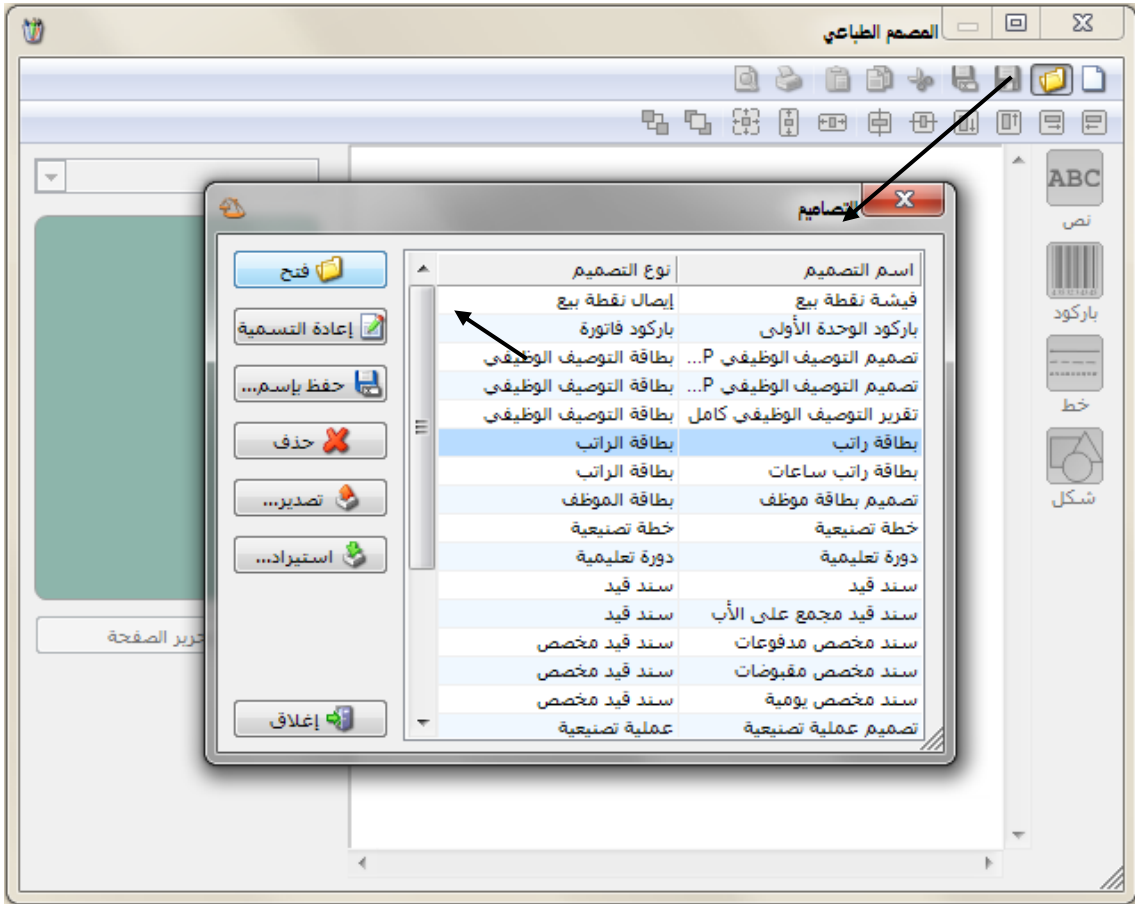 المصمم الطباعي
ABC
نص
باركود
خط
شكل
التصاميم
اسم التصميم نوع التصميم
فيشة نقطة بيع إيصال نقطة بيع
باركود الوحدة الأولى باركود فاتورة
تصميم التوصيف الوظيفي P... بطاقة التوصيف الوظيفي
تصميم التوصيف الوظيفي P... بطاقة التوصيف الوظيفي
تقرير التوصيف الوظيفي كامل بطاقة التوصيف الوظيفي
بطاقة راتب بطاقة الراتب
بطاقة راتب ساعات بطاقة الراتب
تصميم بطاقة موظف بطاقة الموظف
خطة تصنيعية خطة تصنيعية
دورة تعليمية دورة تعليمية
سند قيد سند قيد
سند قيد مجمع على الأب سند قيد
سند مخصص مدفوعات سند قيد مخصص
سند مخصص مقبوضات سند قيد مخصص
سند مخصص يومية سند قيد مخصص
تصميم عملية تصنيعية عملية تصنيعية
فتح
إعادة التسمية
حفظ بإسم...
حذف
تصدير...
استيراد...
إغلاق
الصفحة